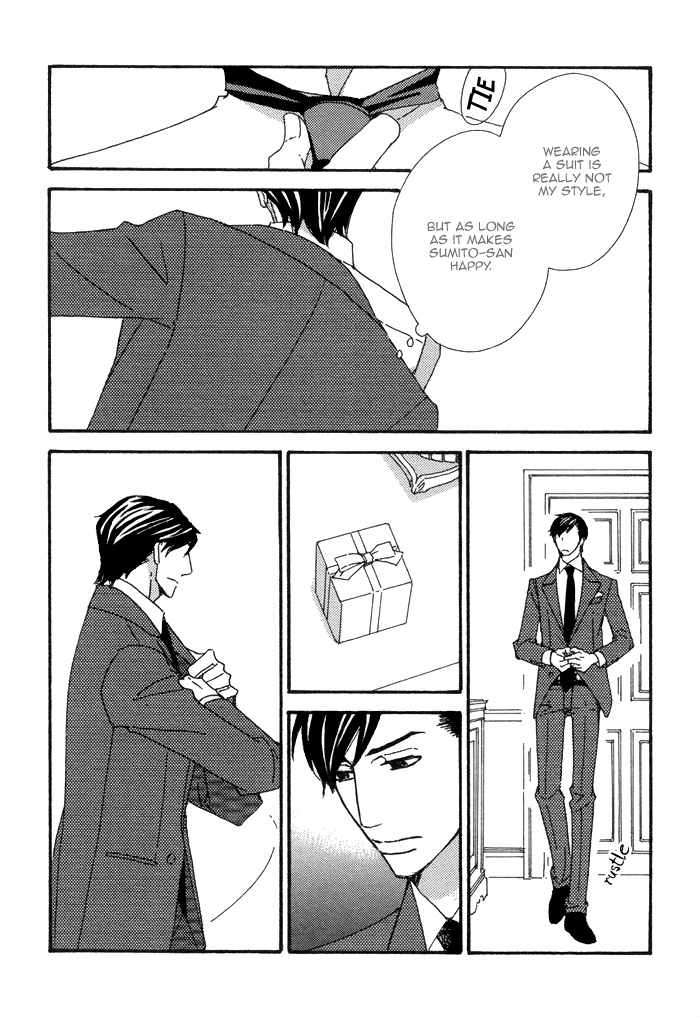 TIE
WEARING
A SUIT IS
REALLY NOT
MY STYLE,
BUT AS LONG
AS IT MAKES
SUMITO-SAN
HAPPY.
rustle